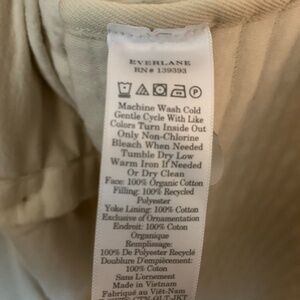 EVERLANE
RN# 139393
Machine Wash Cold
Gentle Cycle With Like
Colors Turn Inside Out
Only Non-Chlorine
Bleach When Needed
Tumble Dry Low
Warm Iron If Needed
Or Dry Clean
Face: 100% Organic Cotton
Filling: 100% Recycled
Polyester
Yoke Lining: 100% Cotton
Exclusive of Ornamentation
Endroit: 100% Coton
Organique
Remplissage:
100% De Polyester Recyclé
Doublure D'empiècement:
100% Coton
Sans L'ornement
Made in Vietnam
Fabriqué au Viêt-Nam